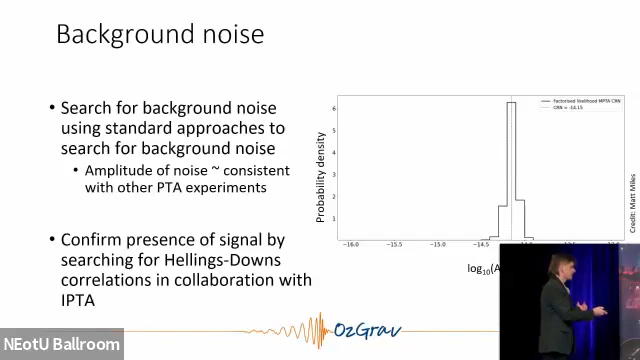 Background noise
• Search for background noise
using standard approaches to
search for background noise
• Amplitude of noise ~ consistent
with other PTA experiments
• Confirm presence of signal by
searching for Hellings-Downs
correlations in collaboration with
IPTA
Probability density
6
5
4
3
2
1
Factorised likelihood MPTA CRN
CRN = -14.15
-16.0 -15.5 -15.0 -14.5
log10(A
Credit: Matt Miles
OzGrav
NEotU Ballroom